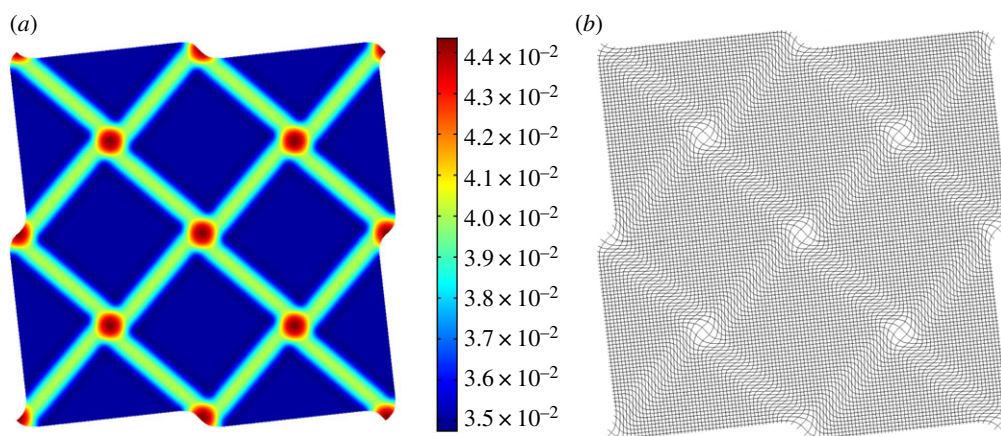 (a)
4.4 × 10⁻²
4.3 × 10⁻²
4.2 × 10⁻²
4.1 × 10⁻²
4.0 × 10⁻²
3.9 × 10⁻²
3.8 × 10⁻²
3.7 × 10⁻²
3.6 × 10⁻²
3.5 × 10⁻²
(b)